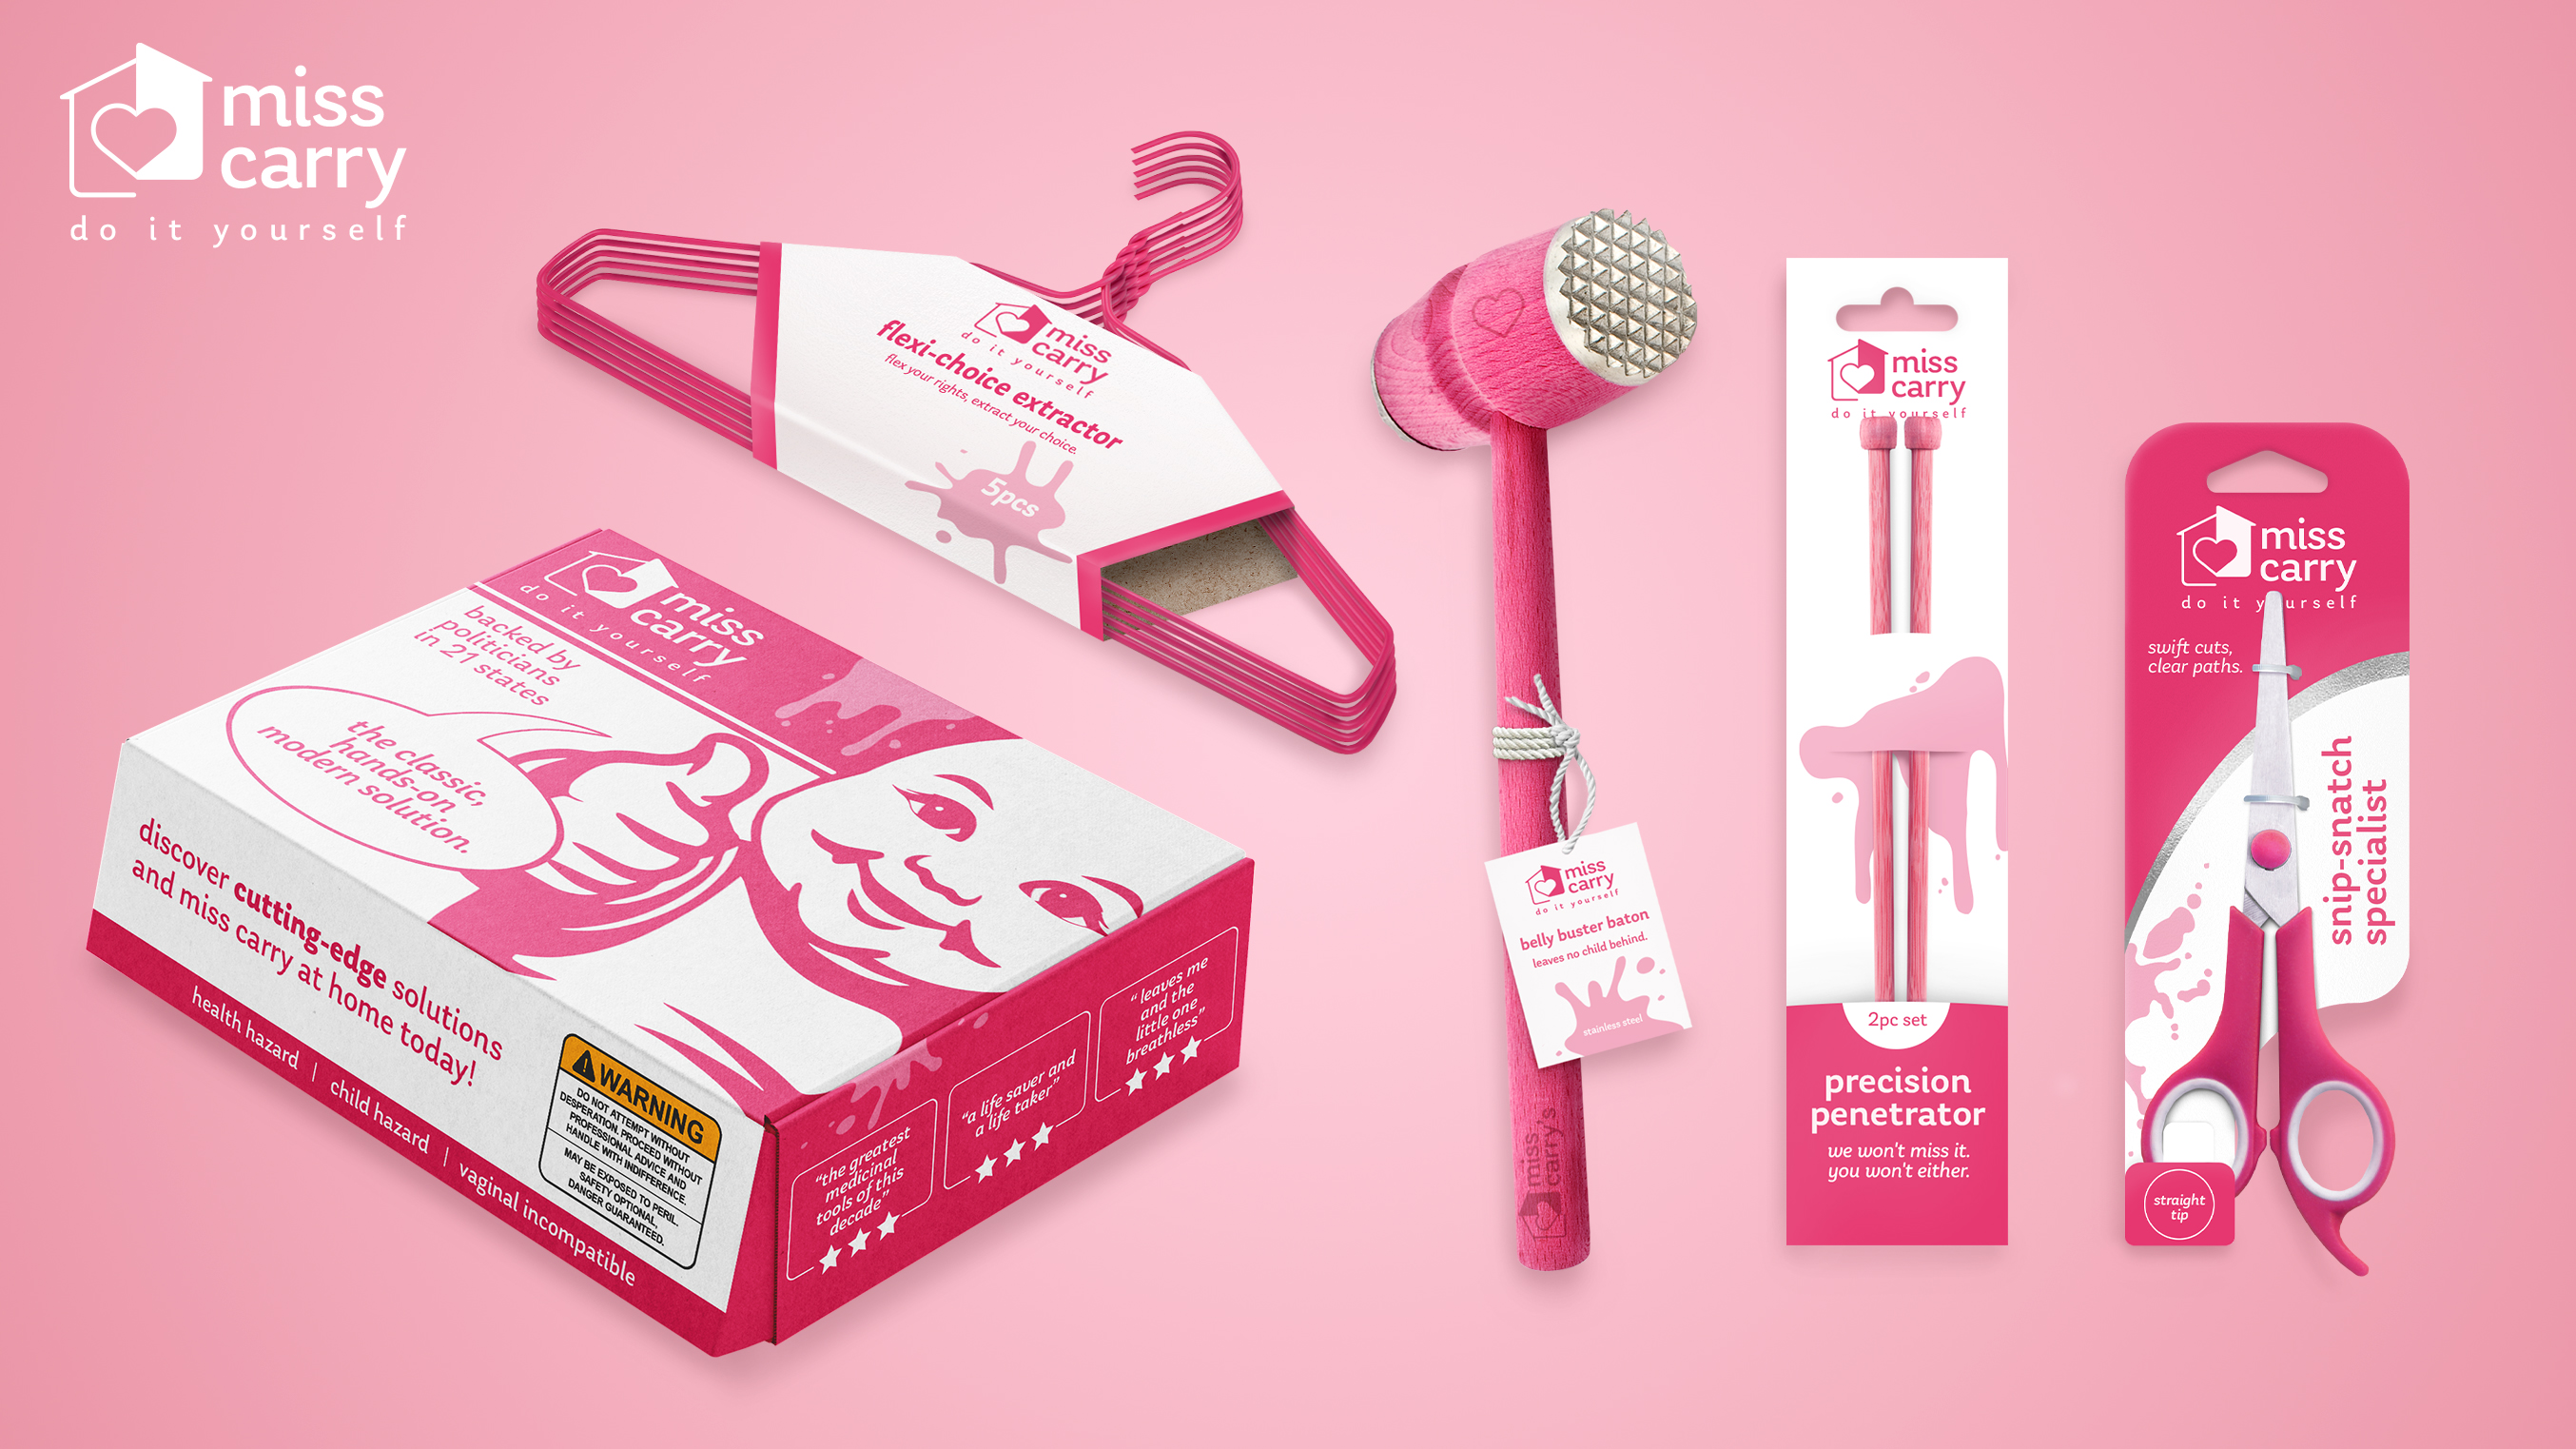 miss
carry
do it yourself
miss
carry
do it yourself
flexi-choice extractor
flex your rights, extract your choice.
5pcs
miss
carry
do it yourself
backed by
politicians
in 21 states
the classic,
hands-on
modern solution.
discover cutting-edge solutions
and miss carry at home today!
health hazard | child hazard | vaginal incompatible
WARNING
DO NOT ATTEMPT WITHOUT
DESPERATION. PROCEED WITHOUT
PROFESSIONAL ADVICE AND
HANDLE WITH INDIFFERENCE.
MAY BE EXPOSED TO PERIL.
SAFETY OPTIONAL.
DANGER GUARANTEED.
"the greatest
medicinal
tools of this
decade"
"a life saver and
a life taker"
"leaves me
and the
little one
breathless"
miss
carry
do it yourself
belly buster baton
leaves no child behind.
stainless steel
miss
carry's
miss
carry
do it yourself
2pc set
precision
penetrator
we won't miss it.
you won't either.
miss
carry
do it yourself
swift cuts,
clear paths.
snip-snatch
specialist
straight
tip